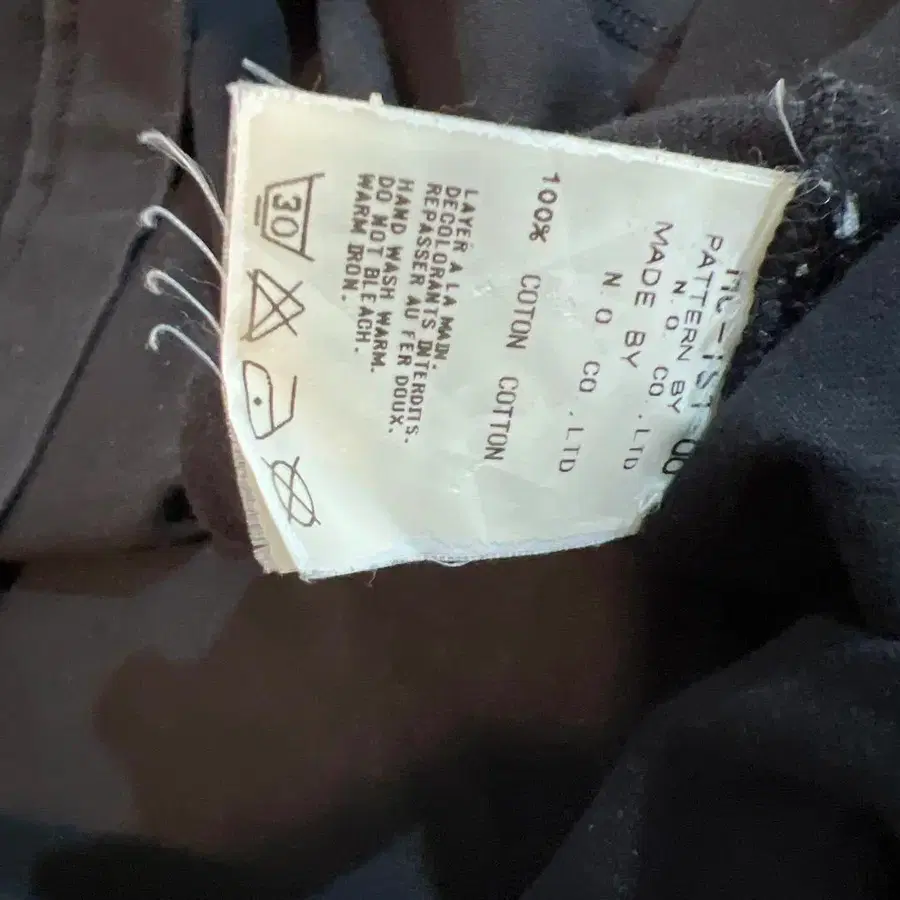 PATTERN BY
N.O. CO.LTD
MADE BY
N.O. CO.LTD
100% COTON COTTON
LAYER A LA MAIN.
DECOLORANTS INTERDITS.
REPASSER AU FER DOUX.
HAND WASH WARM.
DO NOT BLEACH.
WARM IRON.
30